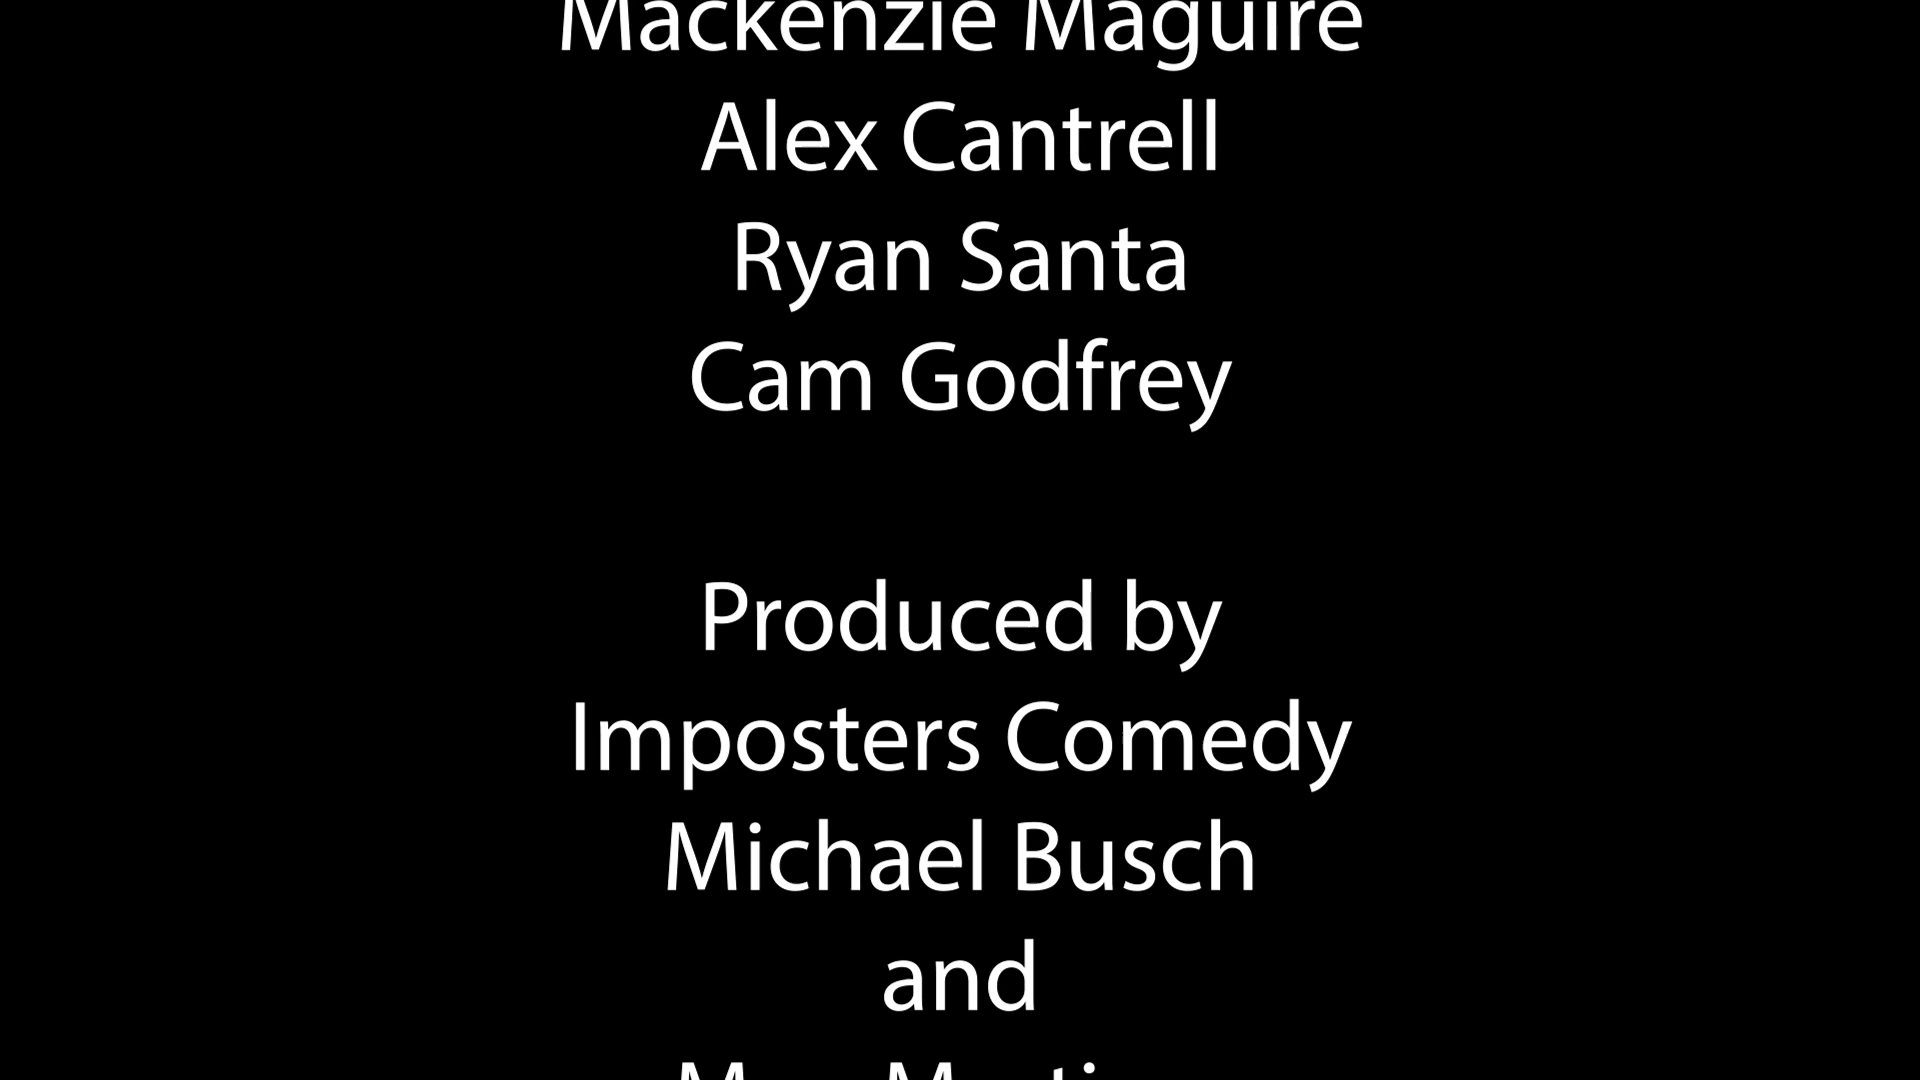 Mackenzie Maguire
Alex Cantrell
Ryan Santa
Cam Godfrey
Produced by
Imposters Comedy
Michael Busch
and